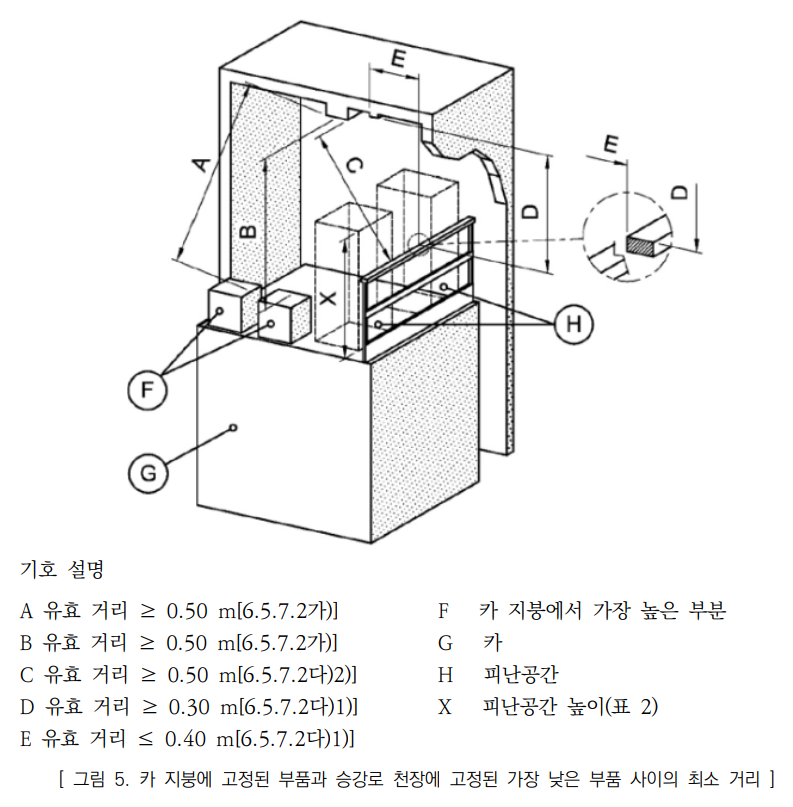 E
A
C
B
D
E
D
X
H
F
G
기호 설명
A 유효 거리 ≥ 0.50 m[6.5.7.2가)] F 카 지붕에서 가장 높은 부분
B 유효 거리 ≥ 0.50 m[6.5.7.2가)] G 카
C 유효 거리 ≥ 0.50 m[6.5.7.2다)2)] H 피난공간
D 유효 거리 ≥ 0.30 m[6.5.7.2다)1)] X 피난공간 높이(표 2)
E 유효 거리 ≤ 0.40 m[6.5.7.2다)1)]
[ 그림 5. 카 지붕에 고정된 부품과 승강로 천장에 고정된 가장 낮은 부품 사이의 최소 거리 ]